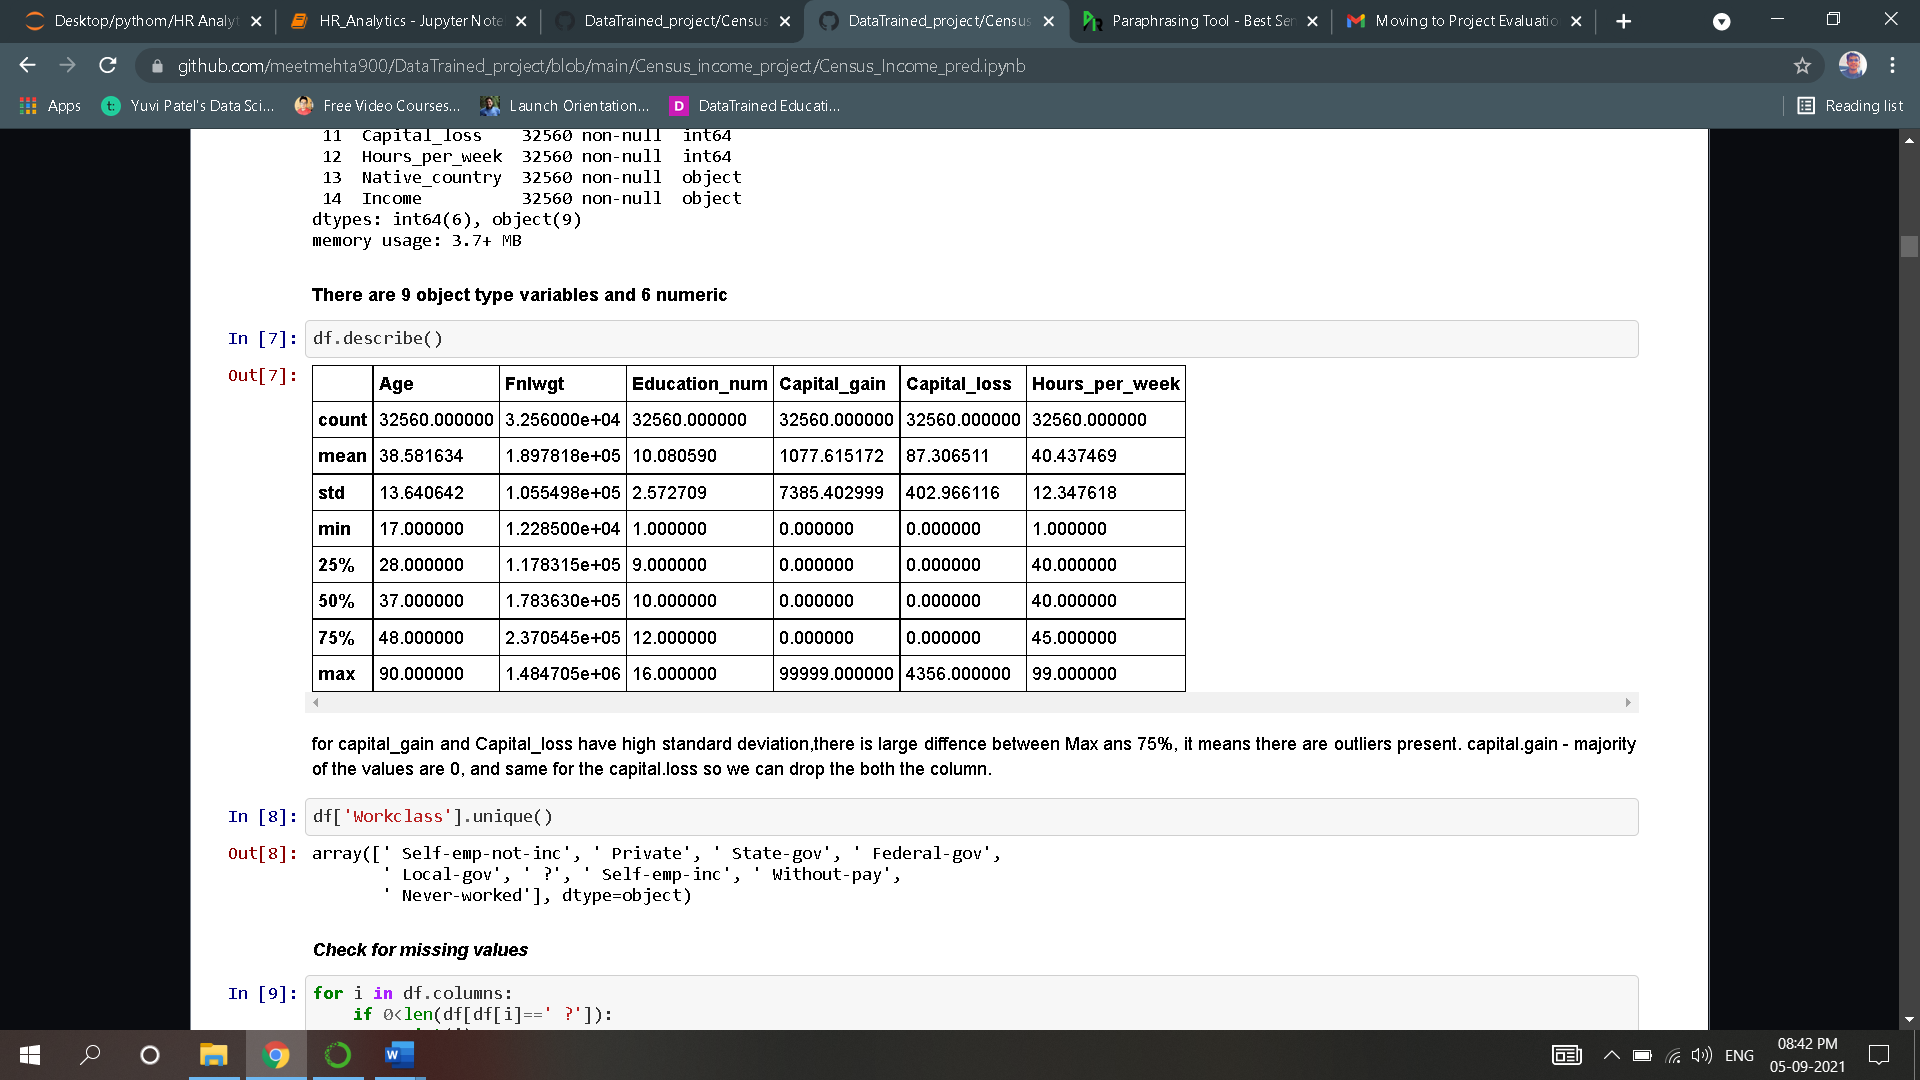 Desktop/pythom/HR Analyt
HR_Analytics - Jupyter Note
DataTrained_project/Census
DataTrained_project/Census
Paraphrasing Tool - Best Ser
Moving to Project Evaluatio
github.com/meetmehta900/DataTrained_project/blob/main/Census_income_project/Census_Income_pred.ipynb
Apps
Yuvi Patel's Data Sci...
Free Video Courses...
Launch Orientation...
DataTrained Educati...
Reading list
11 Capital_loss 32560 non-null int64
12 Hours_per_week 32560 non-null int64
13 Native_country 32560 non-null object
14 Income 32560 non-null object
dtypes: int64(6), object(9)
memory usage: 3.7+ MB
There are 9 object type variables and 6 numeric
In [7]: df.describe()
Out[7]:
Age Fnlwgt Education_num Capital_gain Capital_loss Hours_per_week
count 32560.000000 3.256000e+04 32560.000000 32560.000000 32560.000000 32560.000000
mean 38.581634 1.897818e+05 10.080590 1077.615172 87.306511 40.437469
std 13.640642 1.055498e+05 2.572709 7385.402999 402.966116 12.347618
min 17.000000 1.228500e+04 1.000000 0.000000 0.000000 1.000000
25% 28.000000 1.178315e+05 9.000000 0.000000 0.000000 40.000000
50% 37.000000 1.783630e+05 10.000000 0.000000 0.000000 40.000000
75% 48.000000 2.370545e+05 12.000000 0.000000 0.000000 45.000000
max 90.000000 1.484705e+06 16.000000 99999.000000 4356.000000 99.000000
for capital_gain and Capital_loss have high standard deviation,there is large diffence between Max ans 75%, it means there are outliers present. capital.gain - majority
of the values are 0, and same for the capital.loss so we can drop the both the column.
In [8]: df['Workclass'].unique()
Out[8]: array([' Self-emp-not-inc', ' Private', ' State-gov', ' Federal-gov',
' Local-gov', ' ?', ' Self-emp-inc', ' Without-pay',
' Never-worked'], dtype=object)
Check for missing values
In [9]: for i in df.columns:
if 0<len(df[df[i]==' ?']):
ENG
08:42 PM
05-09-2021